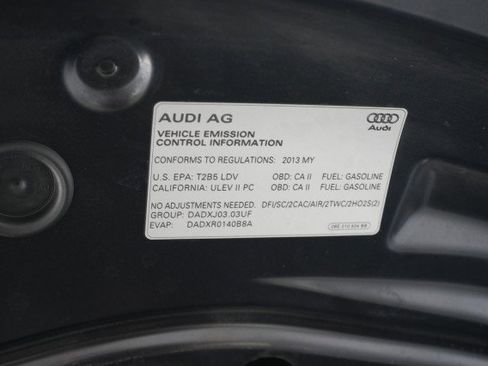 AUDI AG
Audi
VEHICLE EMISSION
CONTROL INFORMATION
CONFORMS TO REGULATIONS: 2013 MY
U.S. EPA: T2B5 LDV OBD: CA II FUEL: GASOLINE
CALIFORNIA: ULEV II PC OBD: CA II FUEL: GASOLINE
NO ADJUSTMENTS NEEDED. DFI/SC/2CAC/AIR/2TWC/2HO2S(2)
GROUP: DADXJ03.03UF
EVAP: DADXR0140B8A